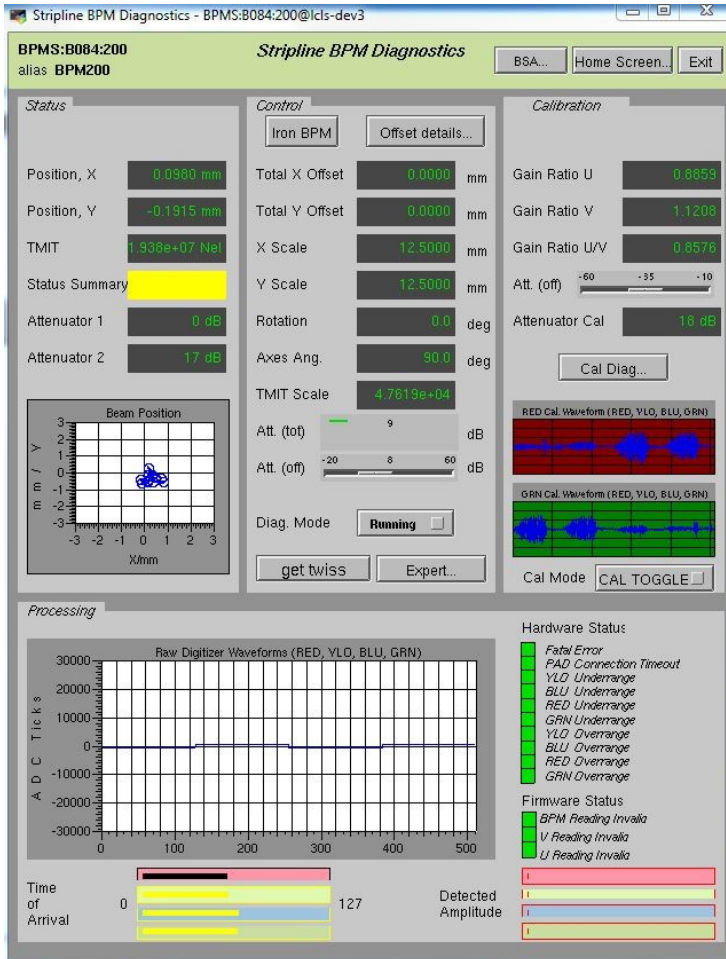 Stripline BPM Diagnostics - BPMS:B084:200@lcls-dev3
BPMS:B084:200
alias BPM200
Stripline BPM Diagnostics
BSA...
Home Screen...
Exit
Status
Position, X 0.0980 mm
Position, Y -0.1915 mm
TMIT 1.938e+07 Nel
Status Summary
Attenuator 1 0 dB
Attenuator 2 17 dB
Beam Position
3
2
1
0
-1
-2
-3
mm / Y
-3 -2 -1 0 1 2 3
X/mm
Control
Iron BPM
Offset details...
Total X Offset 0.0000 mm
Total Y Offset 0.0000 mm
X Scale 12.5000 mm
Y Scale 12.5000 mm
Rotation 0.0 deg
Axes Ang. 90.0 deg
TMIT Scale 4.7619e+04
Att. (tot) 9 dB
Att. (off) -20 8 60 dB
Diag. Mode Running
get twiss
Expert...
Calibration
Gain Ratio U 0.8859
Gain Ratio V 1.1208
Gain Ratio U/V 0.8576
Att. (off) -60 -35 -10
Attenuator Cal 18 dB
Cal Diag...
RED Cal. Waveform (RED, YLO, BLU, GRN)
GRN Cal. Waveform (RED, YLO, BLU, GRN)
Cal Mode CAL TOGGLE
Processing
Raw Digitizer Waveforms (RED, YLO, BLU, GRN)
30000
20000
10000
0
-10000
-20000
-30000
ADC Ticks
0 100 200 300 400 500
Time
of
Arrival
0
127
Hardware Status
Fatal Error
PAD Connection Timeout
YLO Underrange
BLU Underrange
RED Underrange
GRN Underrange
YLO Overrange
BLU Overrange
RED Overrange
GRN Overrange
Firmware Status
BPM Reading Invalid
V Reading Invalid
U Reading Invalid
Detected
Amplitude